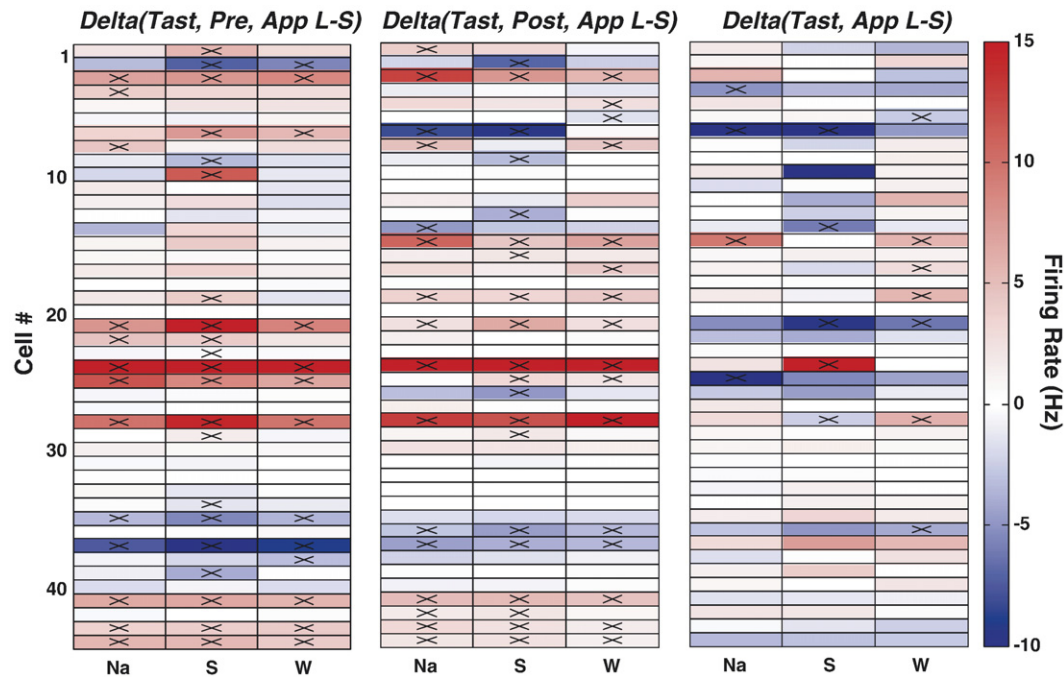 Delta(Tast, Pre, App L-S)
Delta(Tast, Post, App L-S)
Delta(Tast, App L-S)
Cell #
1
10
20
30
40
Na
S
W
Na
S
W
Na
S
W
15
10
5
0
-5
-10
Firing Rate (Hz)